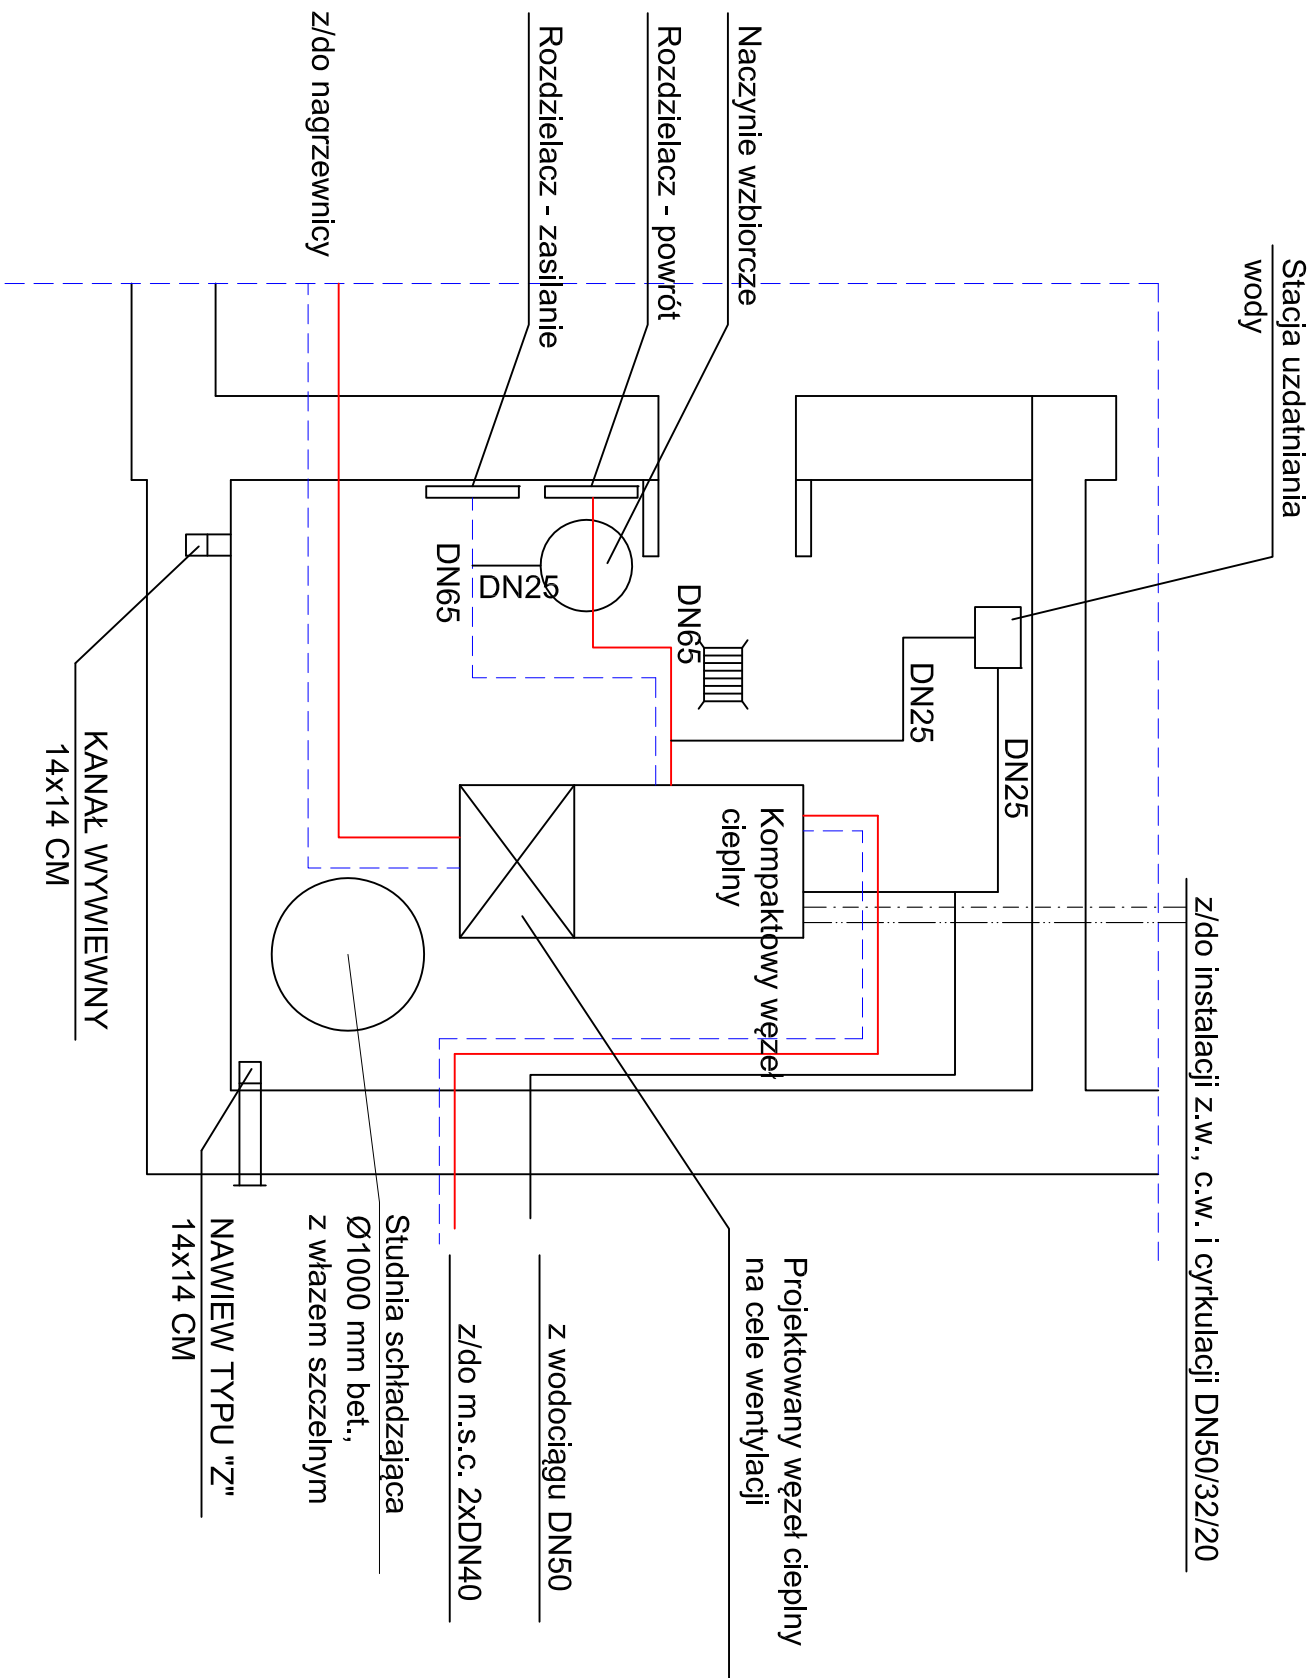 Stacja uzdatniania
wody
Naczynie wzbiorcze
Rozdzielacz - powrót
Rozdzielacz - zasilanie
z/do nagrzewnicy
DN25
DN25
DN65
DN25
DN65
Kompaktowy węzeł
cieplny
KANAŁ WYWIEWNY
14x14 CM
z/do instalacji z.w., c.w. i cyrkulacji DN50/32/20
Projektowany węzeł cieplny
na cele wentylacji
z wodociągu DN50
z/do m.s.c. 2xDN40
Studnia schładzająca
Ø1000 mm bet.,
z włazem szczelnym
NAWIEW TYPU "Z"
14x14 CM